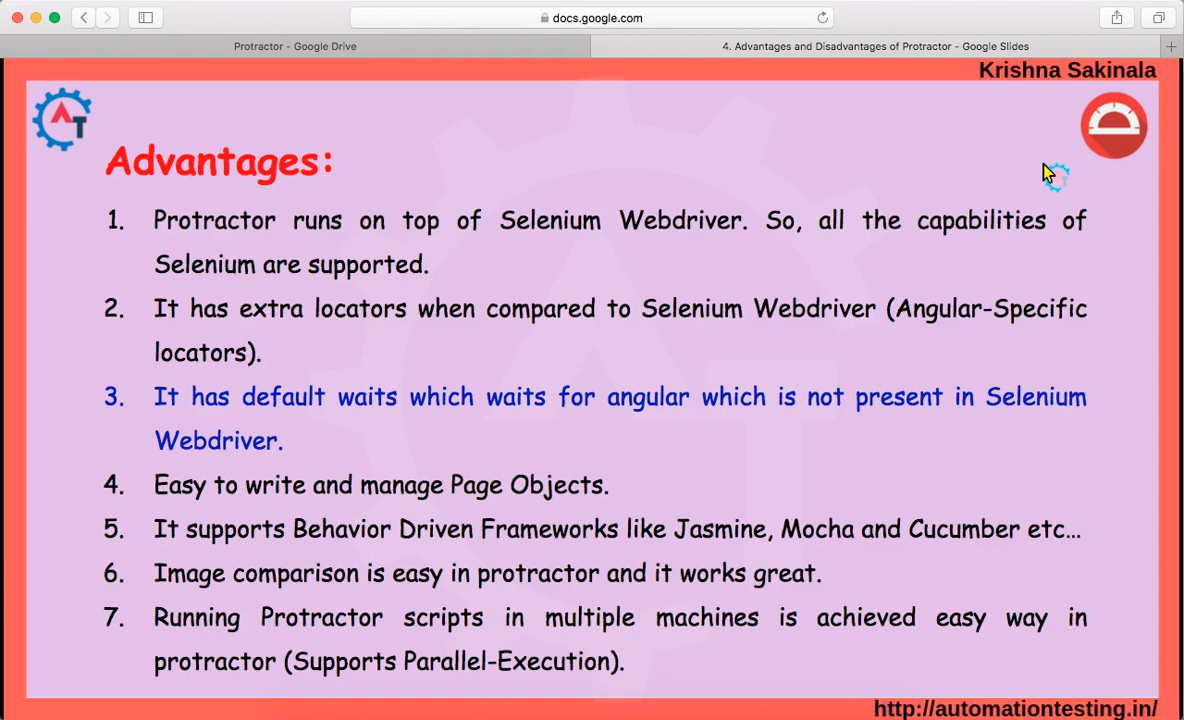 docs.google.com
Protractor - Google Drive
4. Advantages and Disadvantages of Protractor - Google Slides
Krishna Sakinala
AT
Advantages:
1. Protractor runs on top of Selenium Webdriver. So, all the capabilities of
Selenium are supported.
2. It has extra locators when compared to Selenium Webdriver (Angular-Specific
locators).
3. It has default waits which waits for angular which is not present in Selenium
Webdriver.
4. Easy to write and manage Page Objects.
5. It supports Behavior Driven Frameworks like Jasmine, Mocha and Cucumber etc…
6. Image comparison is easy in protractor and it works great.
7. Running Protractor scripts in multiple machines is achieved easy way in
protractor (Supports Parallel-Execution).
http://automationtesting.in/